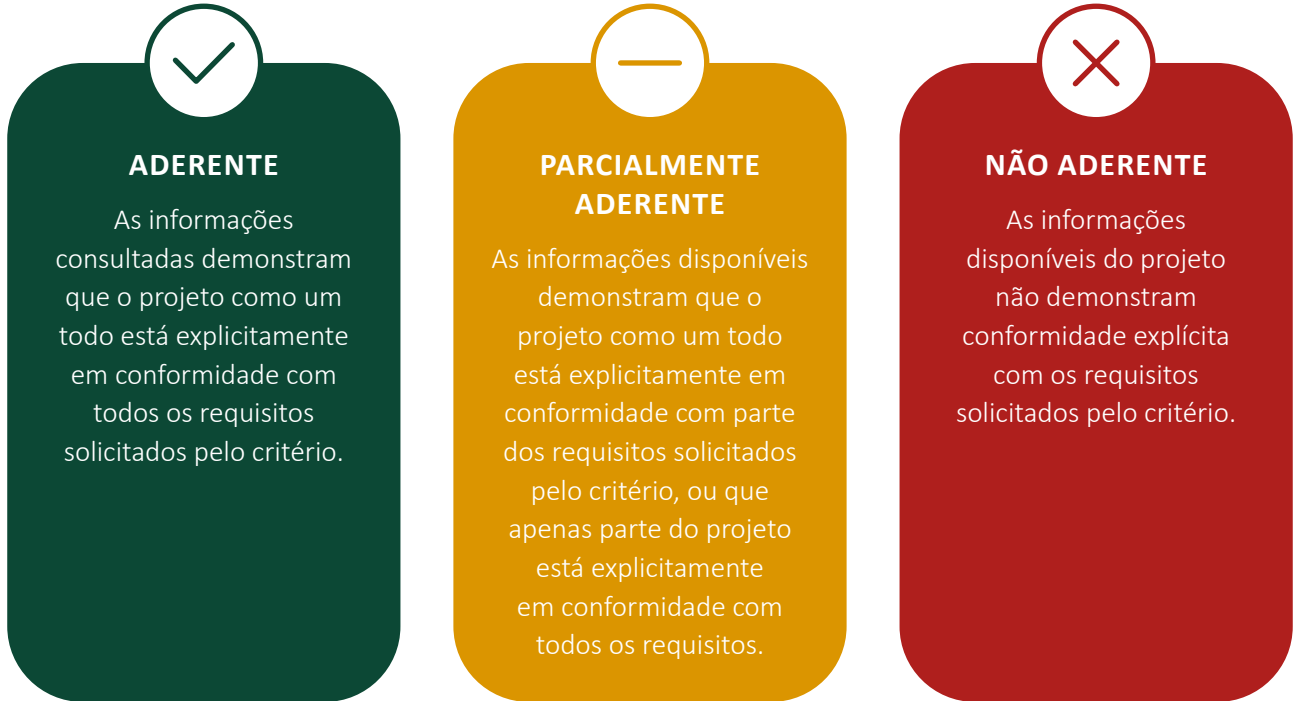 ADERENTE
As informações
consultadas demonstram
que o projeto como um
todo está explicitamente
em conformidade com
todos os requisitos
solicitados pelo critério.
PARCIALMENTE
ADERENTE
As informações disponíveis
demonstram que o
projeto como um todo
está explicitamente em
conformidade com parte
dos requisitos solicitados
pelo critério, ou que
apenas parte do projeto
está explicitamente
em conformidade com
todos os requisitos.
NÃO ADERENTE
As informações
disponíveis do projeto
não demonstram
conformidade explícita
com os requisitos
solicitados pelo critério.